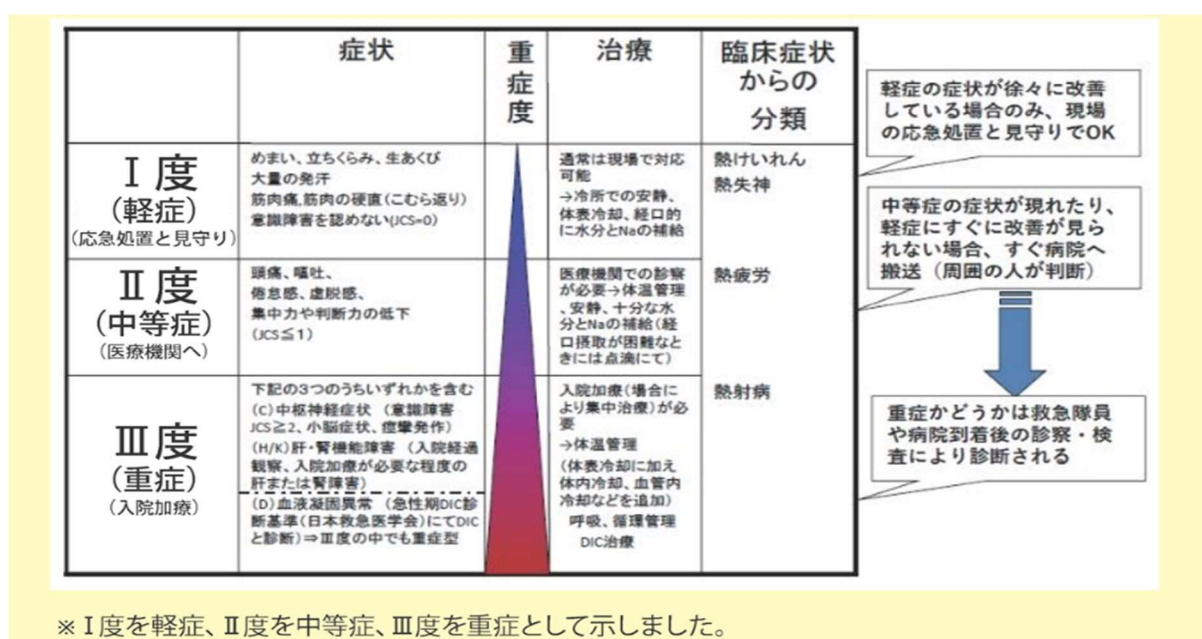 症状
重症度
治療
臨床症状
からの
分類
Ⅰ度
(軽症)
(応急処置と見守り)
めまい、立ちくらみ、生あくび
大量の発汗
筋肉痛,筋肉の硬直(こむら返り)
意識障害を認めない(JCS=0)
通常は現場で対応
可能
→冷所での安静、
体表冷却、経口的
に水分とNaの補給
熱けいれん
熱失神
Ⅱ度
(中等症)
(医療機関へ)
頭痛、嘔吐、
倦怠感、虚脱感、
集中力や判断力の低下
(JCS≦1)
医療機関での診察
が必要→体温管理
、安静、十分な水
分とNaの補給(経
口摂取が困難なと
きには点滴にて)
熱疲労
Ⅲ度
(重症)
(入院加療)
下記の3つのうちいずれかを含む
(C)中枢神経症状 (意識障害
JCS≧2、小脳症状、痙攣発作)
(H/K)肝・腎機能障害 (入院経過
観察、入院加療が必要な程度の
肝または腎障害)
(D)血液凝固異常 (急性期DIC診
断基準(日本救急医学会)にてDIC
と診断)⇒Ⅲ度の中でも重症型
入院加療(場合に
より集中治療)が必
要
→体温管理
(体表冷却に加え
体内冷却、血管内
冷却などを追加)
呼吸、循環管理
DIC治療
熱射病
軽症の症状が徐々に改善
している場合のみ、現場
の応急処置と見守りでOK
中等症の症状が現れたり、
軽症にすぐに改善が見ら
れない場合、すぐ病院へ
搬送(周囲の人が判断)
重症かどうかは救急隊員
や病院到着後の診察・検
査により診断される
※Ⅰ度を軽症、Ⅱ度を中等症、Ⅲ度を重症として示しました。